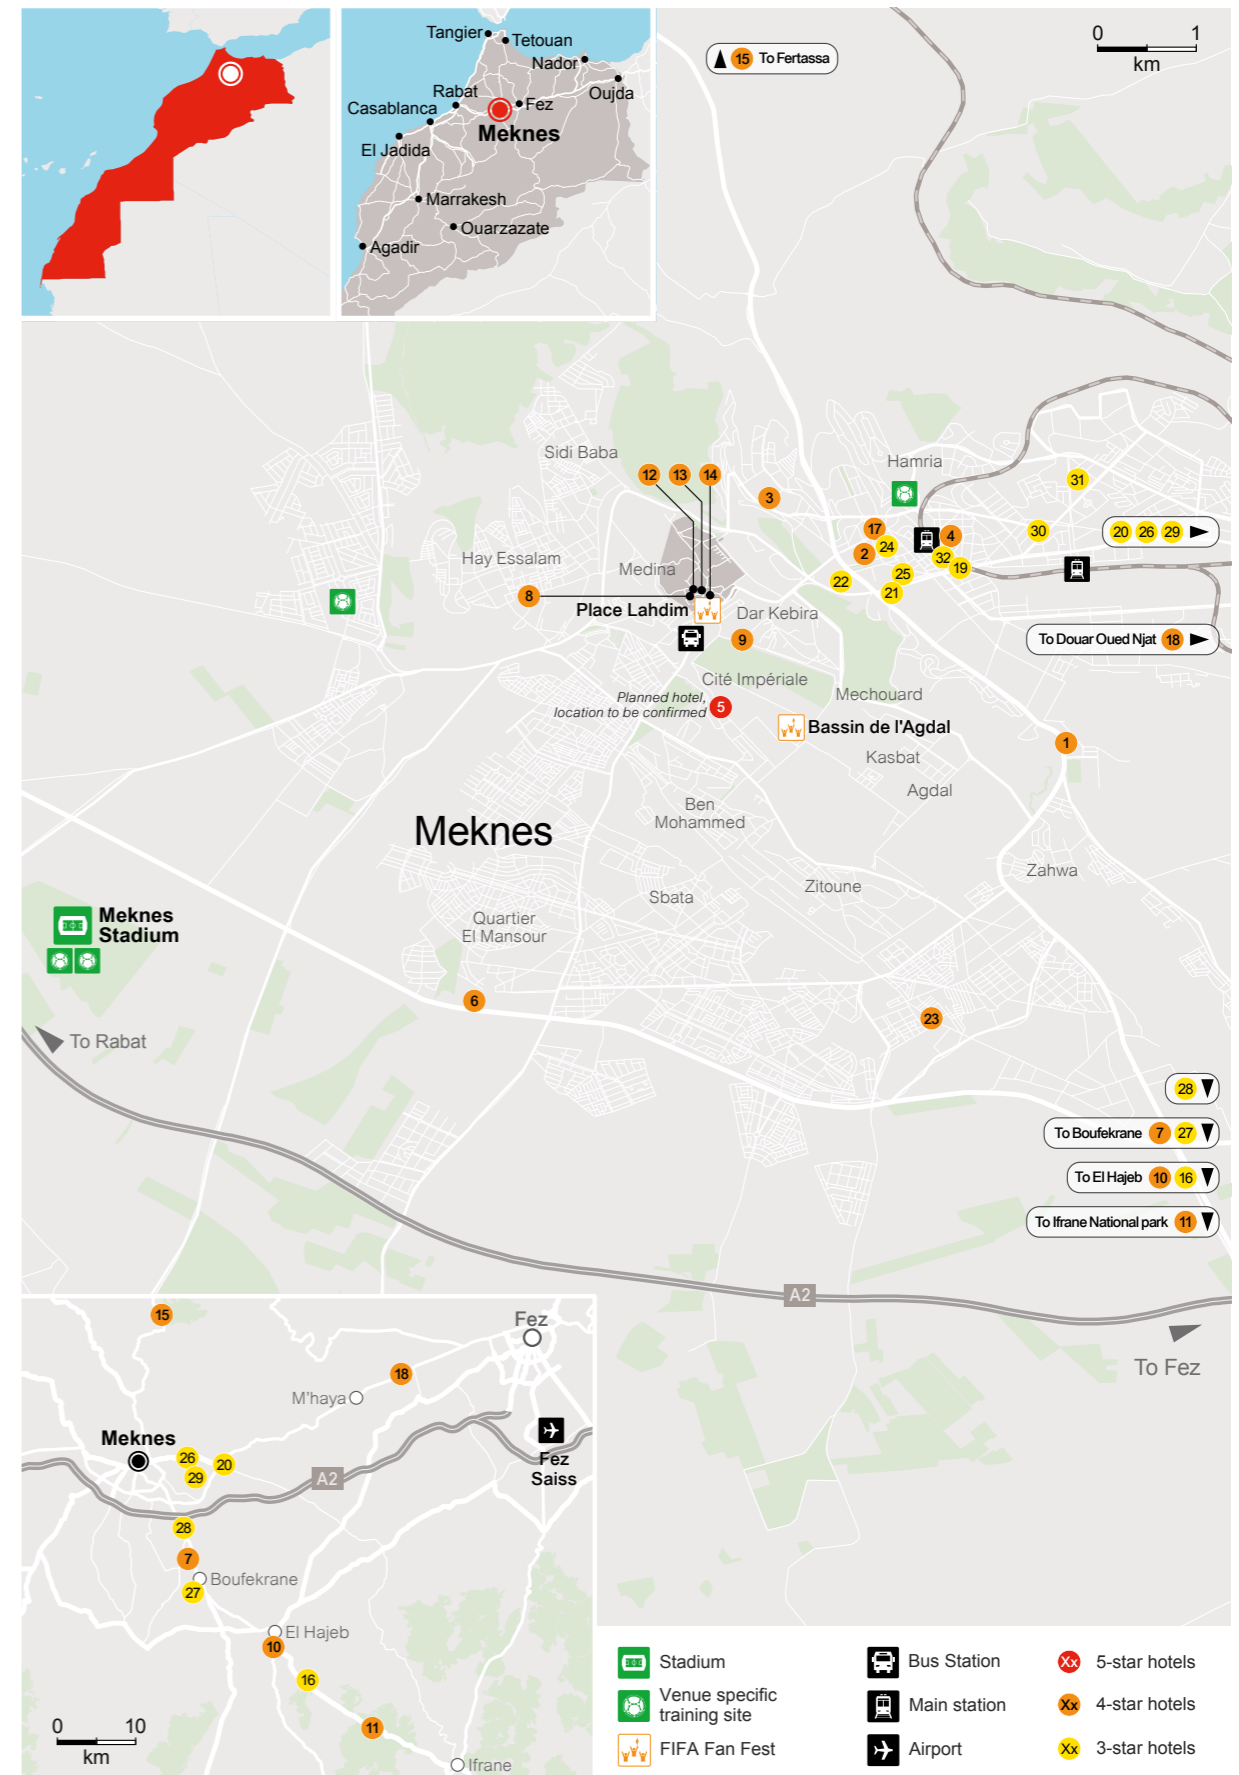 Tangier
Tetouan
Nador
Oujda
Rabat
Fez
Casablanca
Meknes
El Jadida
Marrakesh
Ouarzazate
Agadir
15 To Fertassa
0 1
km
Sidi Baba
Hamria
12 13 14
3
31
17
4
30
20 26 29
2
24
32
19
25
22
21
Hay Essalam
Medina
8
Place Lahdim
Dar Kebira
9
To Douar Oued Njat 18
Cité Impériale
Mechouard
Planned hotel,
location to be confirmed
5
Bassin de l'Agdal
1
Kasbat
Agdal
Ben
Mohammed
Meknes
Zahwa
Zitoune
Sbata
Quartier
El Mansour
Meknes
Stadium
6
23
To Rabat
28
To Boufekrane 7 27
To El Hajeb 10 16
To Ifrane National park 11
A2
To Fez
15
Fez
18
M'haya
Meknes
26
20
29
A2
Fez
Saiss
28
7
Boufekrane
27
El Hajeb
10
16
11
Ifrane
0 10
km
Stadium
Venue specific
training site
FIFA Fan Fest
Bus Station
Main station
Airport
Xx 5-star hotels
Xx 4-star hotels
Xx 3-star hotels